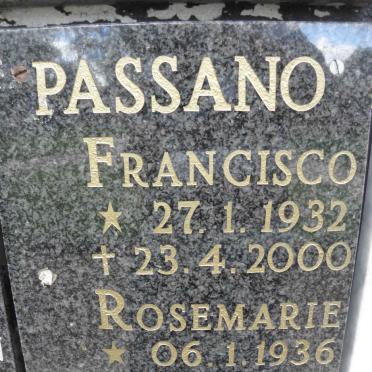 PASSANO
FRANCISCO
★ 27.1.1932
✝ 23.4.2000
ROSEMARIE
★ 06.1.1936